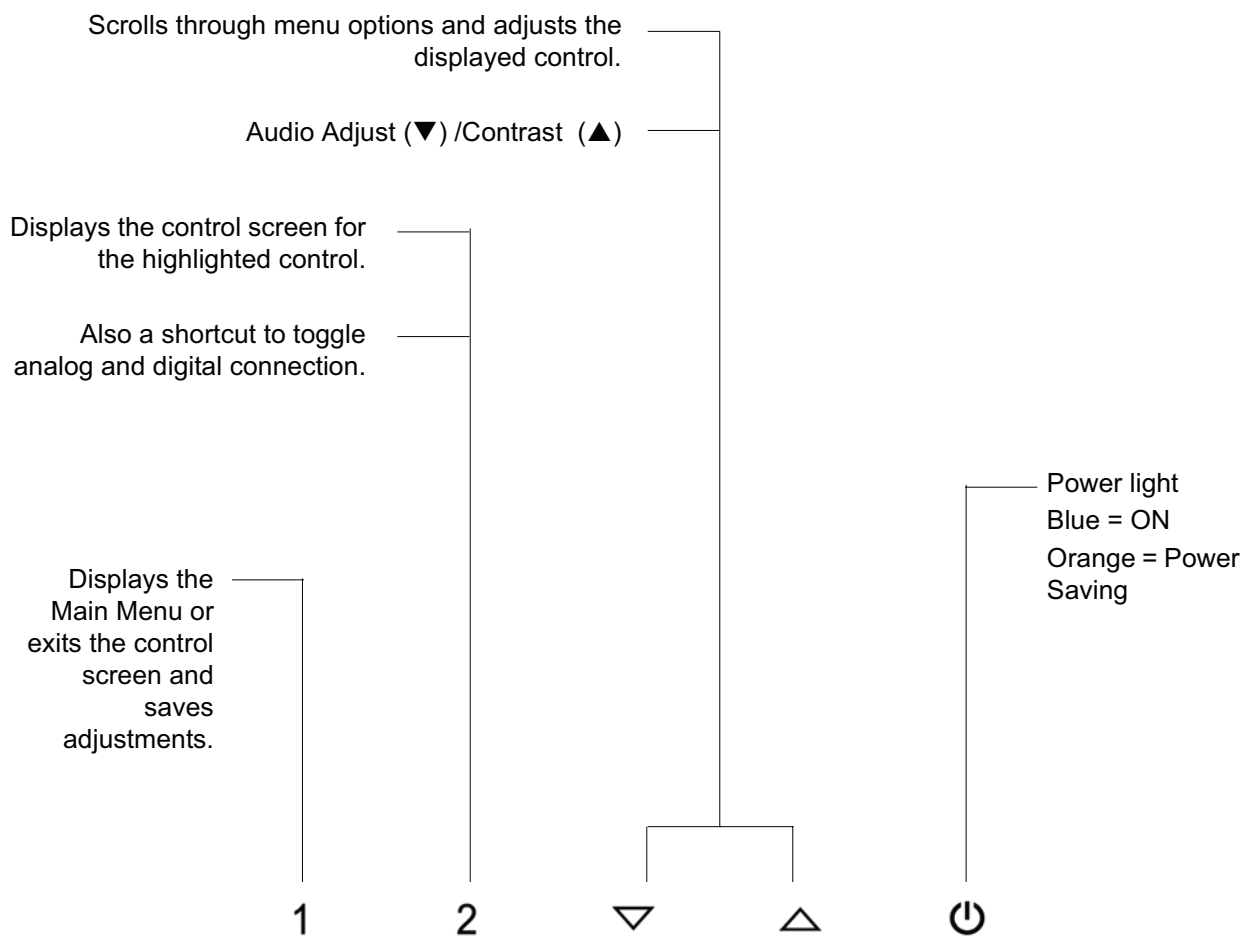 Scrolls through menu options and adjusts the
displayed control.
Audio Adjust (▼) /Contrast (▲)
Displays the control screen for
the highlighted control.
Also a shortcut to toggle
analog and digital connection.
Power light
Blue = ON
Orange = Power
Saving
Displays the
Main Menu or
exits the control
screen and
saves
adjustments.
1 2 ▽ △ ⏻